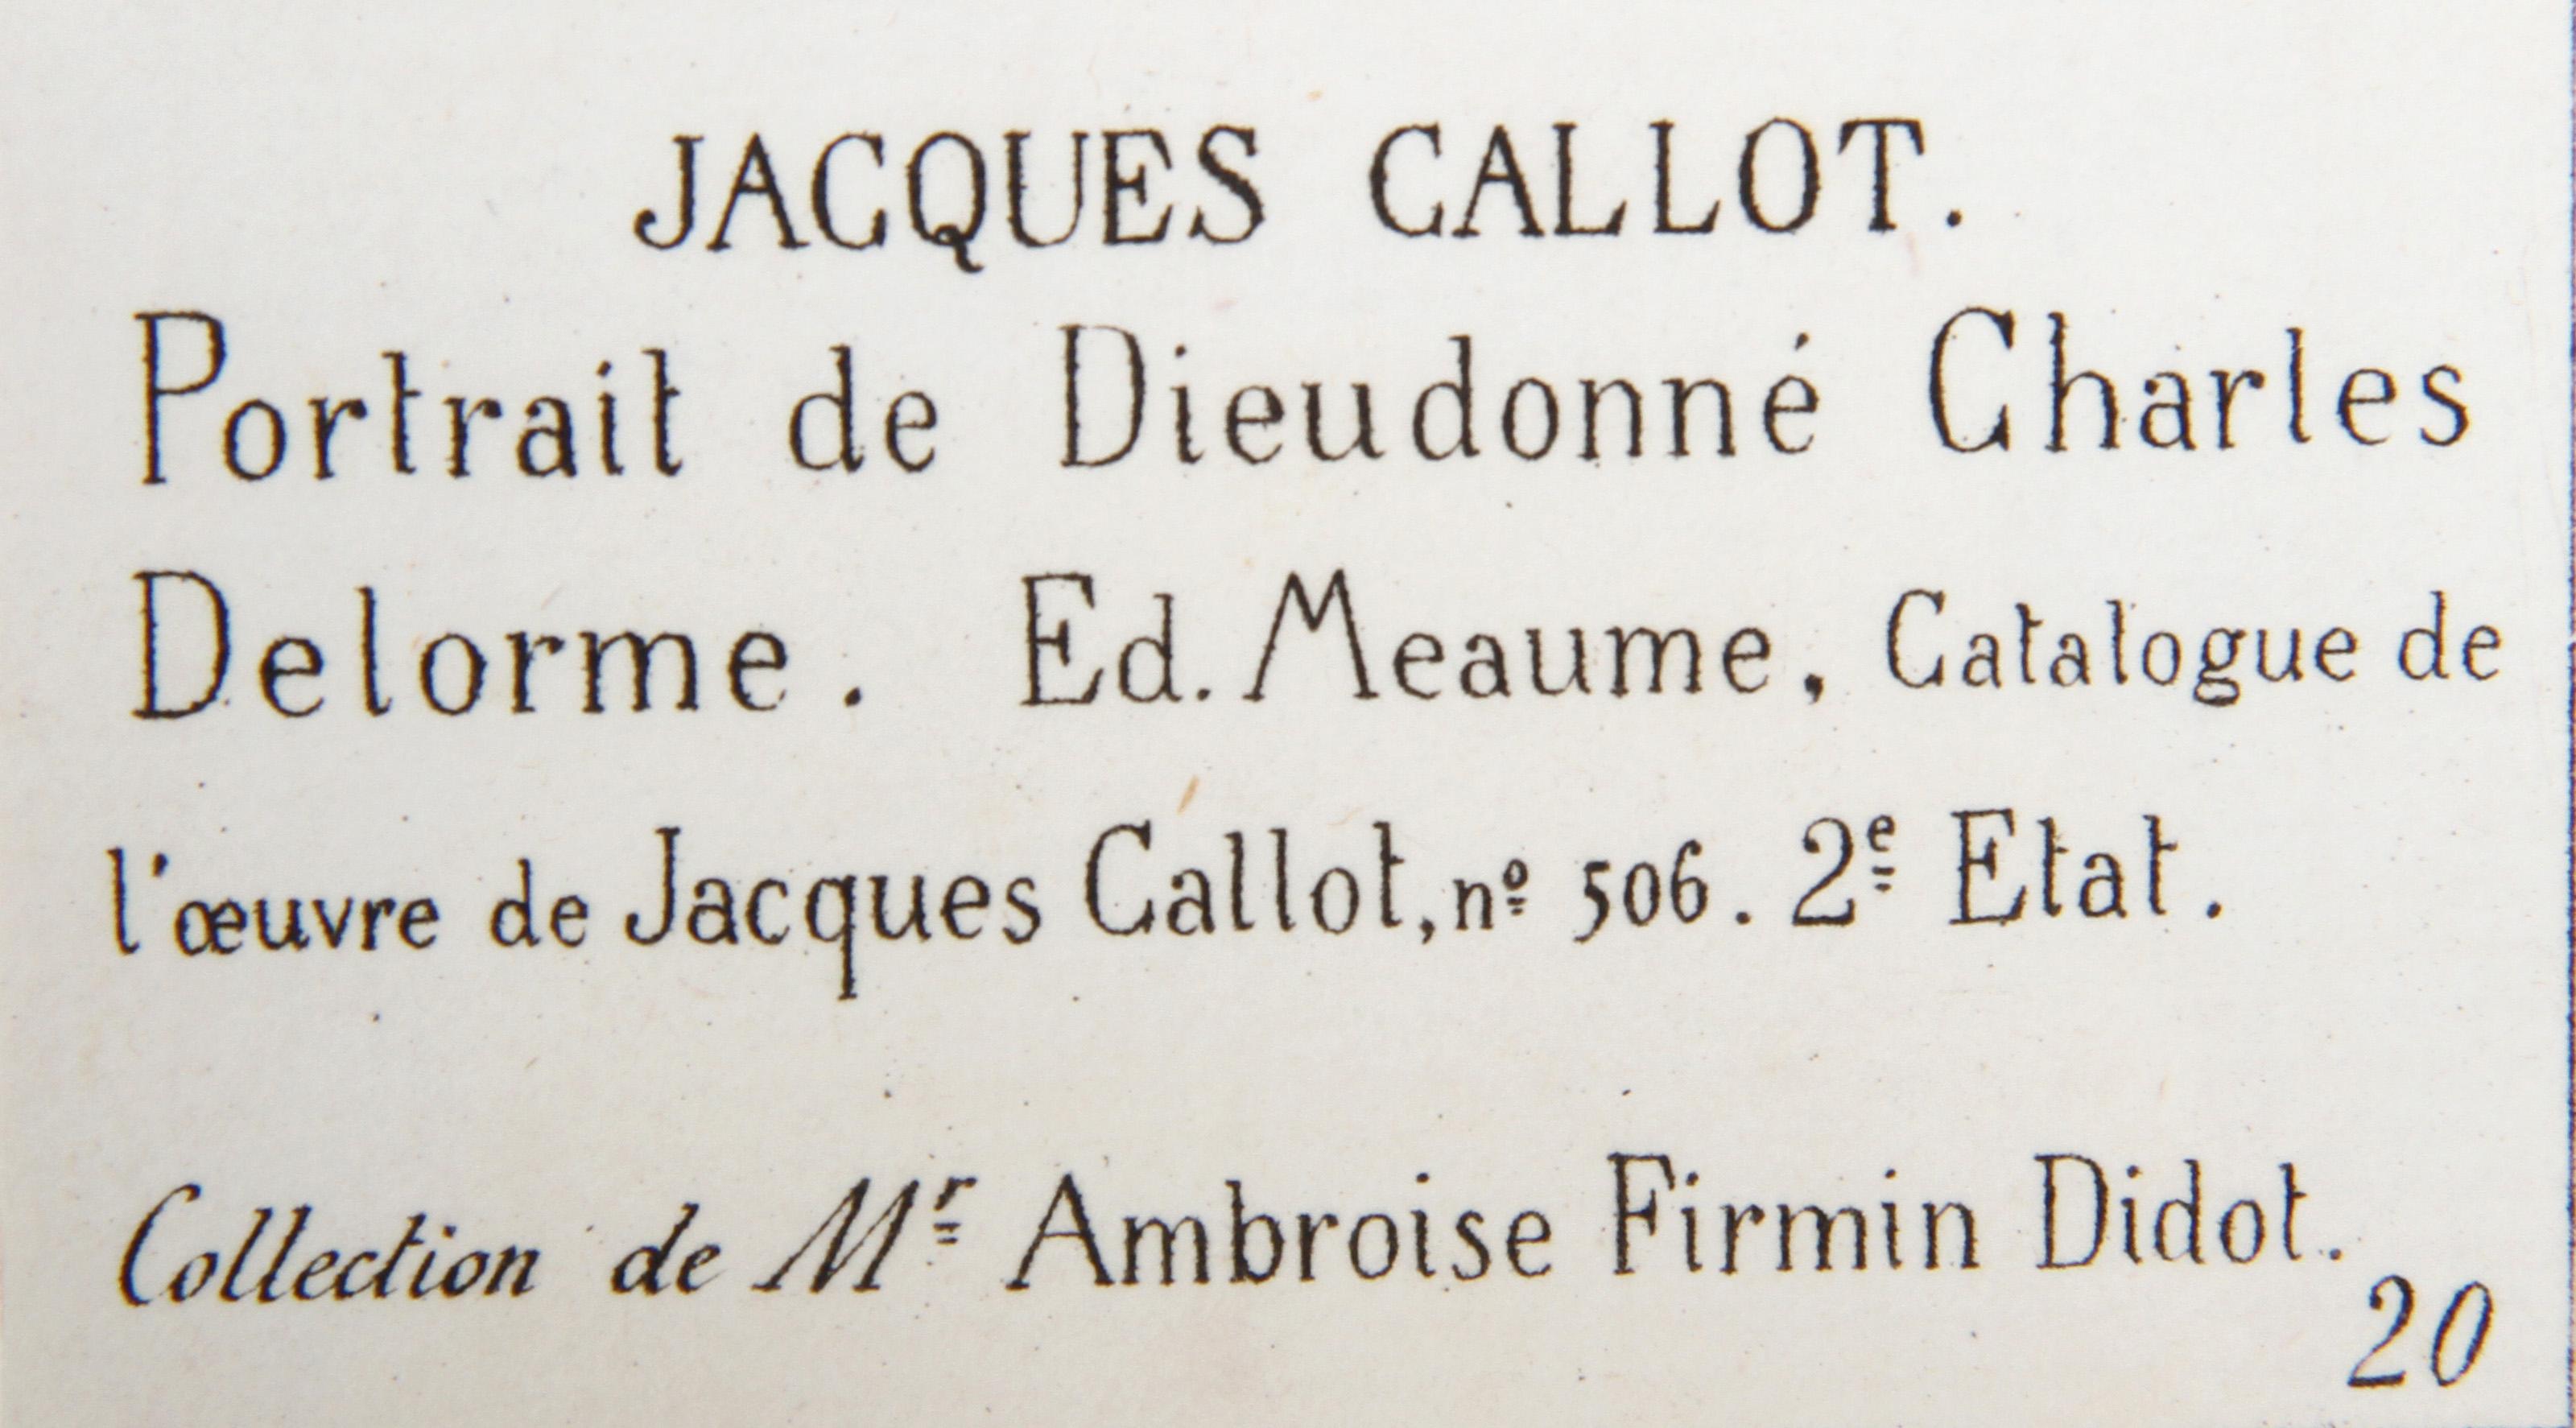 JACQUES CALLOT.
Portrait de Dieudonné Charles
Delorme. Ed. Meaume, Catalogue de
l'œuvre de Jacques Callot, nº 506. 2ᵉ Etat.
Collection de Mʳ Ambroise Firmin Didot.
20